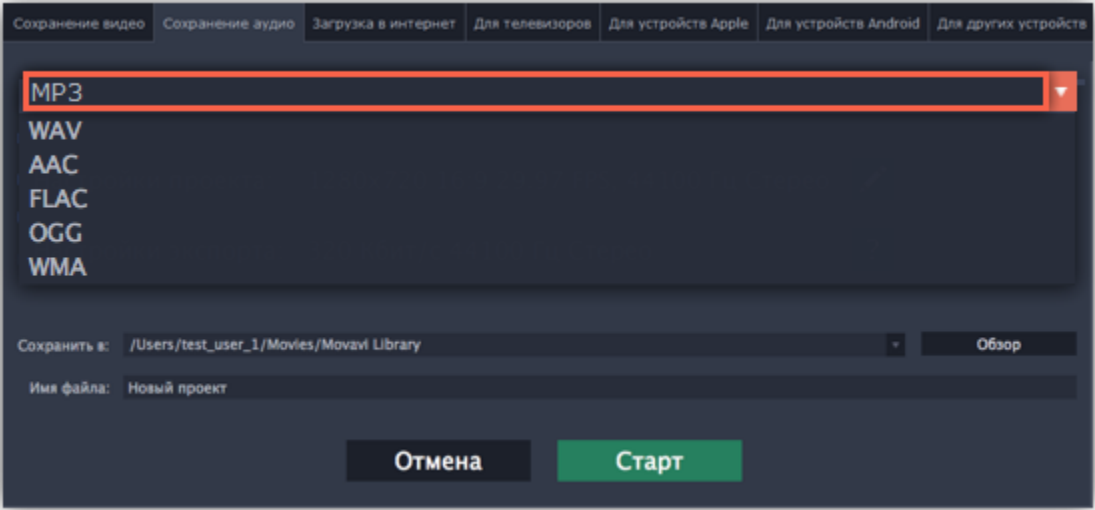 Сохранение видео Сохранение аудио Загрузка в интернет Для телевизоров Для устройств Apple Для устройств Android Для других устройств
MP3
WAV
AAC
FLAC
OGG
WMA
Сохранить в: /Users/test_user_1/Movies/Movavi Library Обзор
Имя файла: Новый проект
Отмена Старт